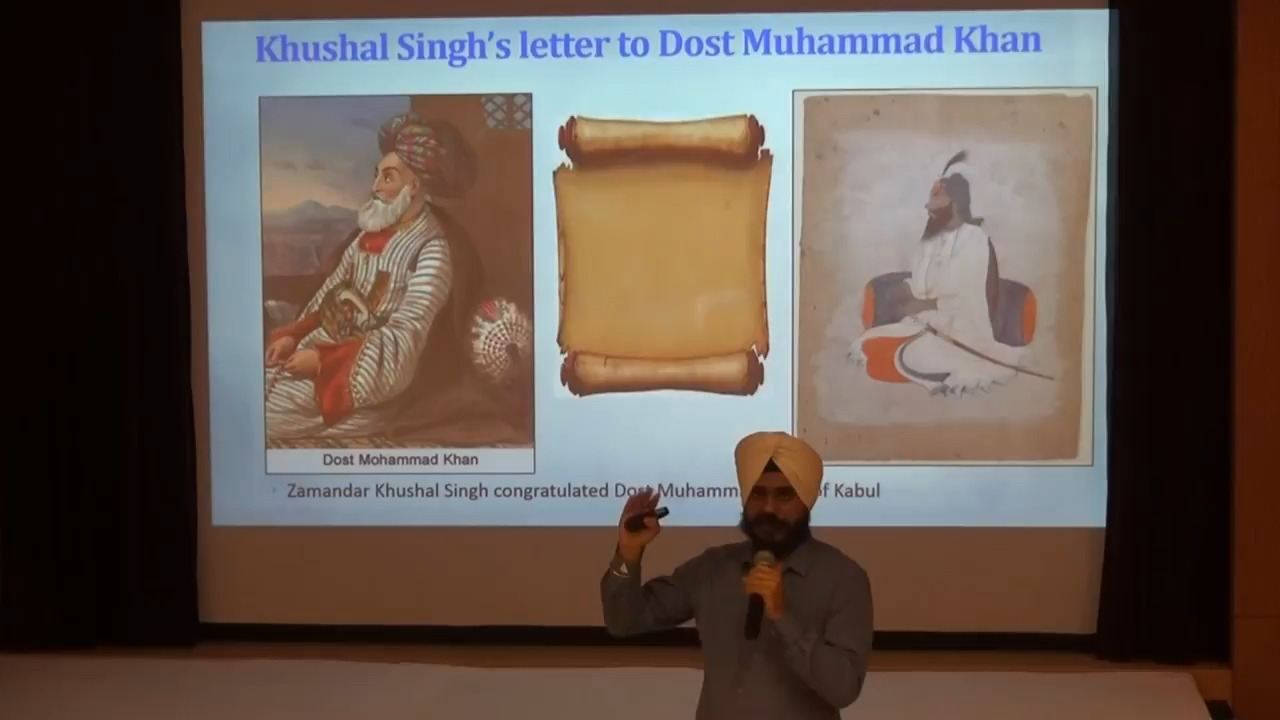 Khushal Singh's letter to Dost Muhammad Khan
Dost Mohammad Khan
Zamandar Khushal Singh congratulated Dost Muhamm of Kabul